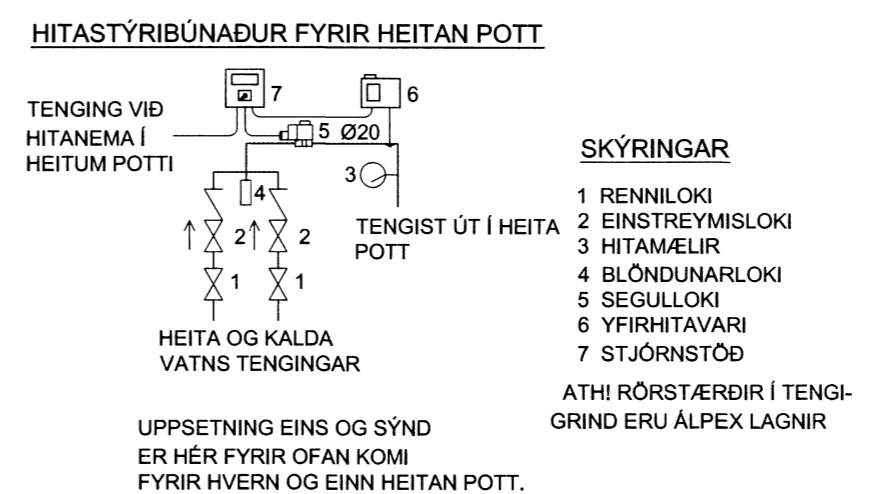 HITASTÝRIBÚNAÐUR FYRIR HEITAN POTT
7
6
TENGING VIÐ
HITANEMA Í
HEITUM POTTI
5 Ø20
3
4
2
2
1
1
TENGIST ÚT Í HEITA
POTT
HEITA OG KALDA
VATNS TENGINGAR
SKÝRINGAR
1 RENNILOKI
2 EINSTREYMISLOKI
3 HITAMÆLIR
4 BLÖNDUNARLOKI
5 SEGULLOKI
6 YFIRHITAVARI
7 STJÓRNSTÖÐ
ATH! RÖRSTÆRÐIR Í TENGI-
GRIND ERU ÁLPEX LAGNIR
UPPSETNING EINS OG SÝND
ER HÉR FYRIR OFAN KOMI
FYRIR HVERN OG EINN HEITAN POTT.